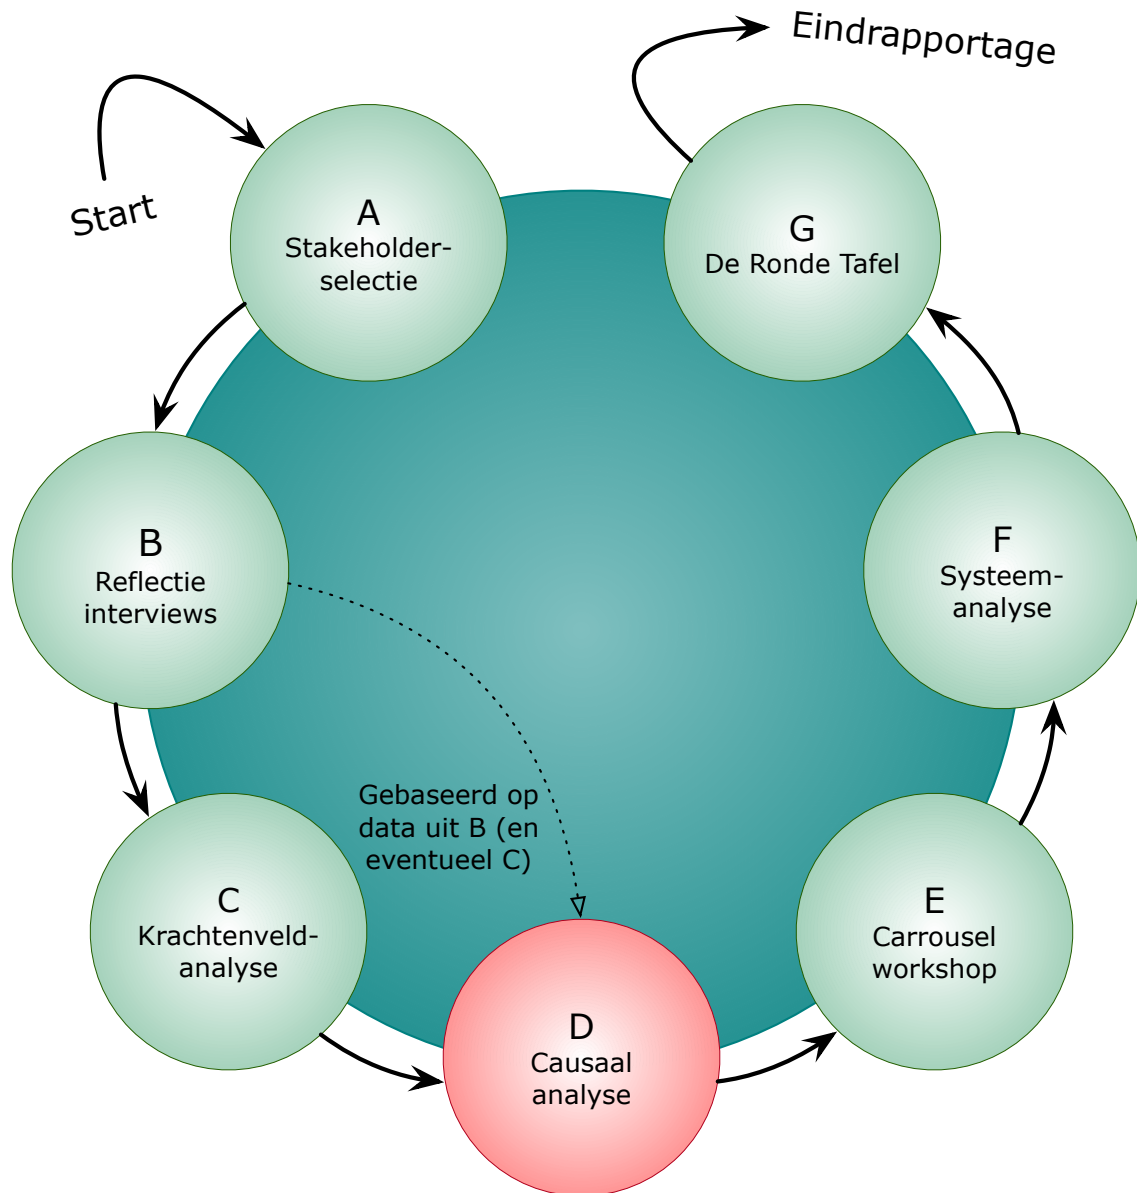 Start
A
Stakeholder-
selectie
B
Reflectie
interviews
C
Krachtenveld-
analyse
Gebaseerd op
data uit B (en
eventueel C)
D
Causaal
analyse
E
Carrousel
workshop
F
Systeem-
analyse
G
De Ronde Tafel
Eindrapportage